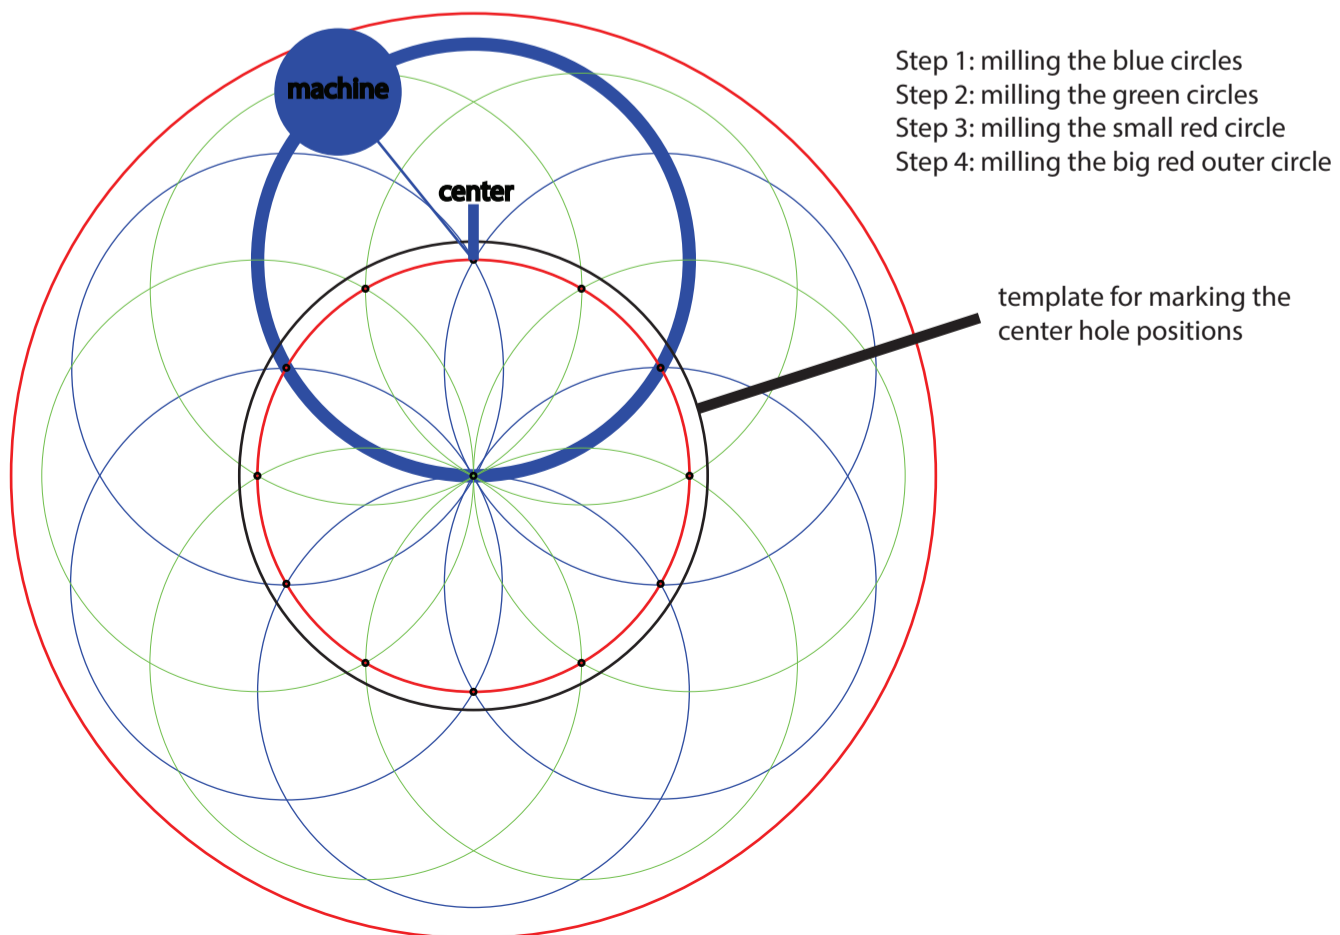 machine
center
Step 1: milling the blue circles
Step 2: milling the green circles
Step 3: milling the small red circle
Step 4: milling the big red outer circle
template for marking the
center hole positions